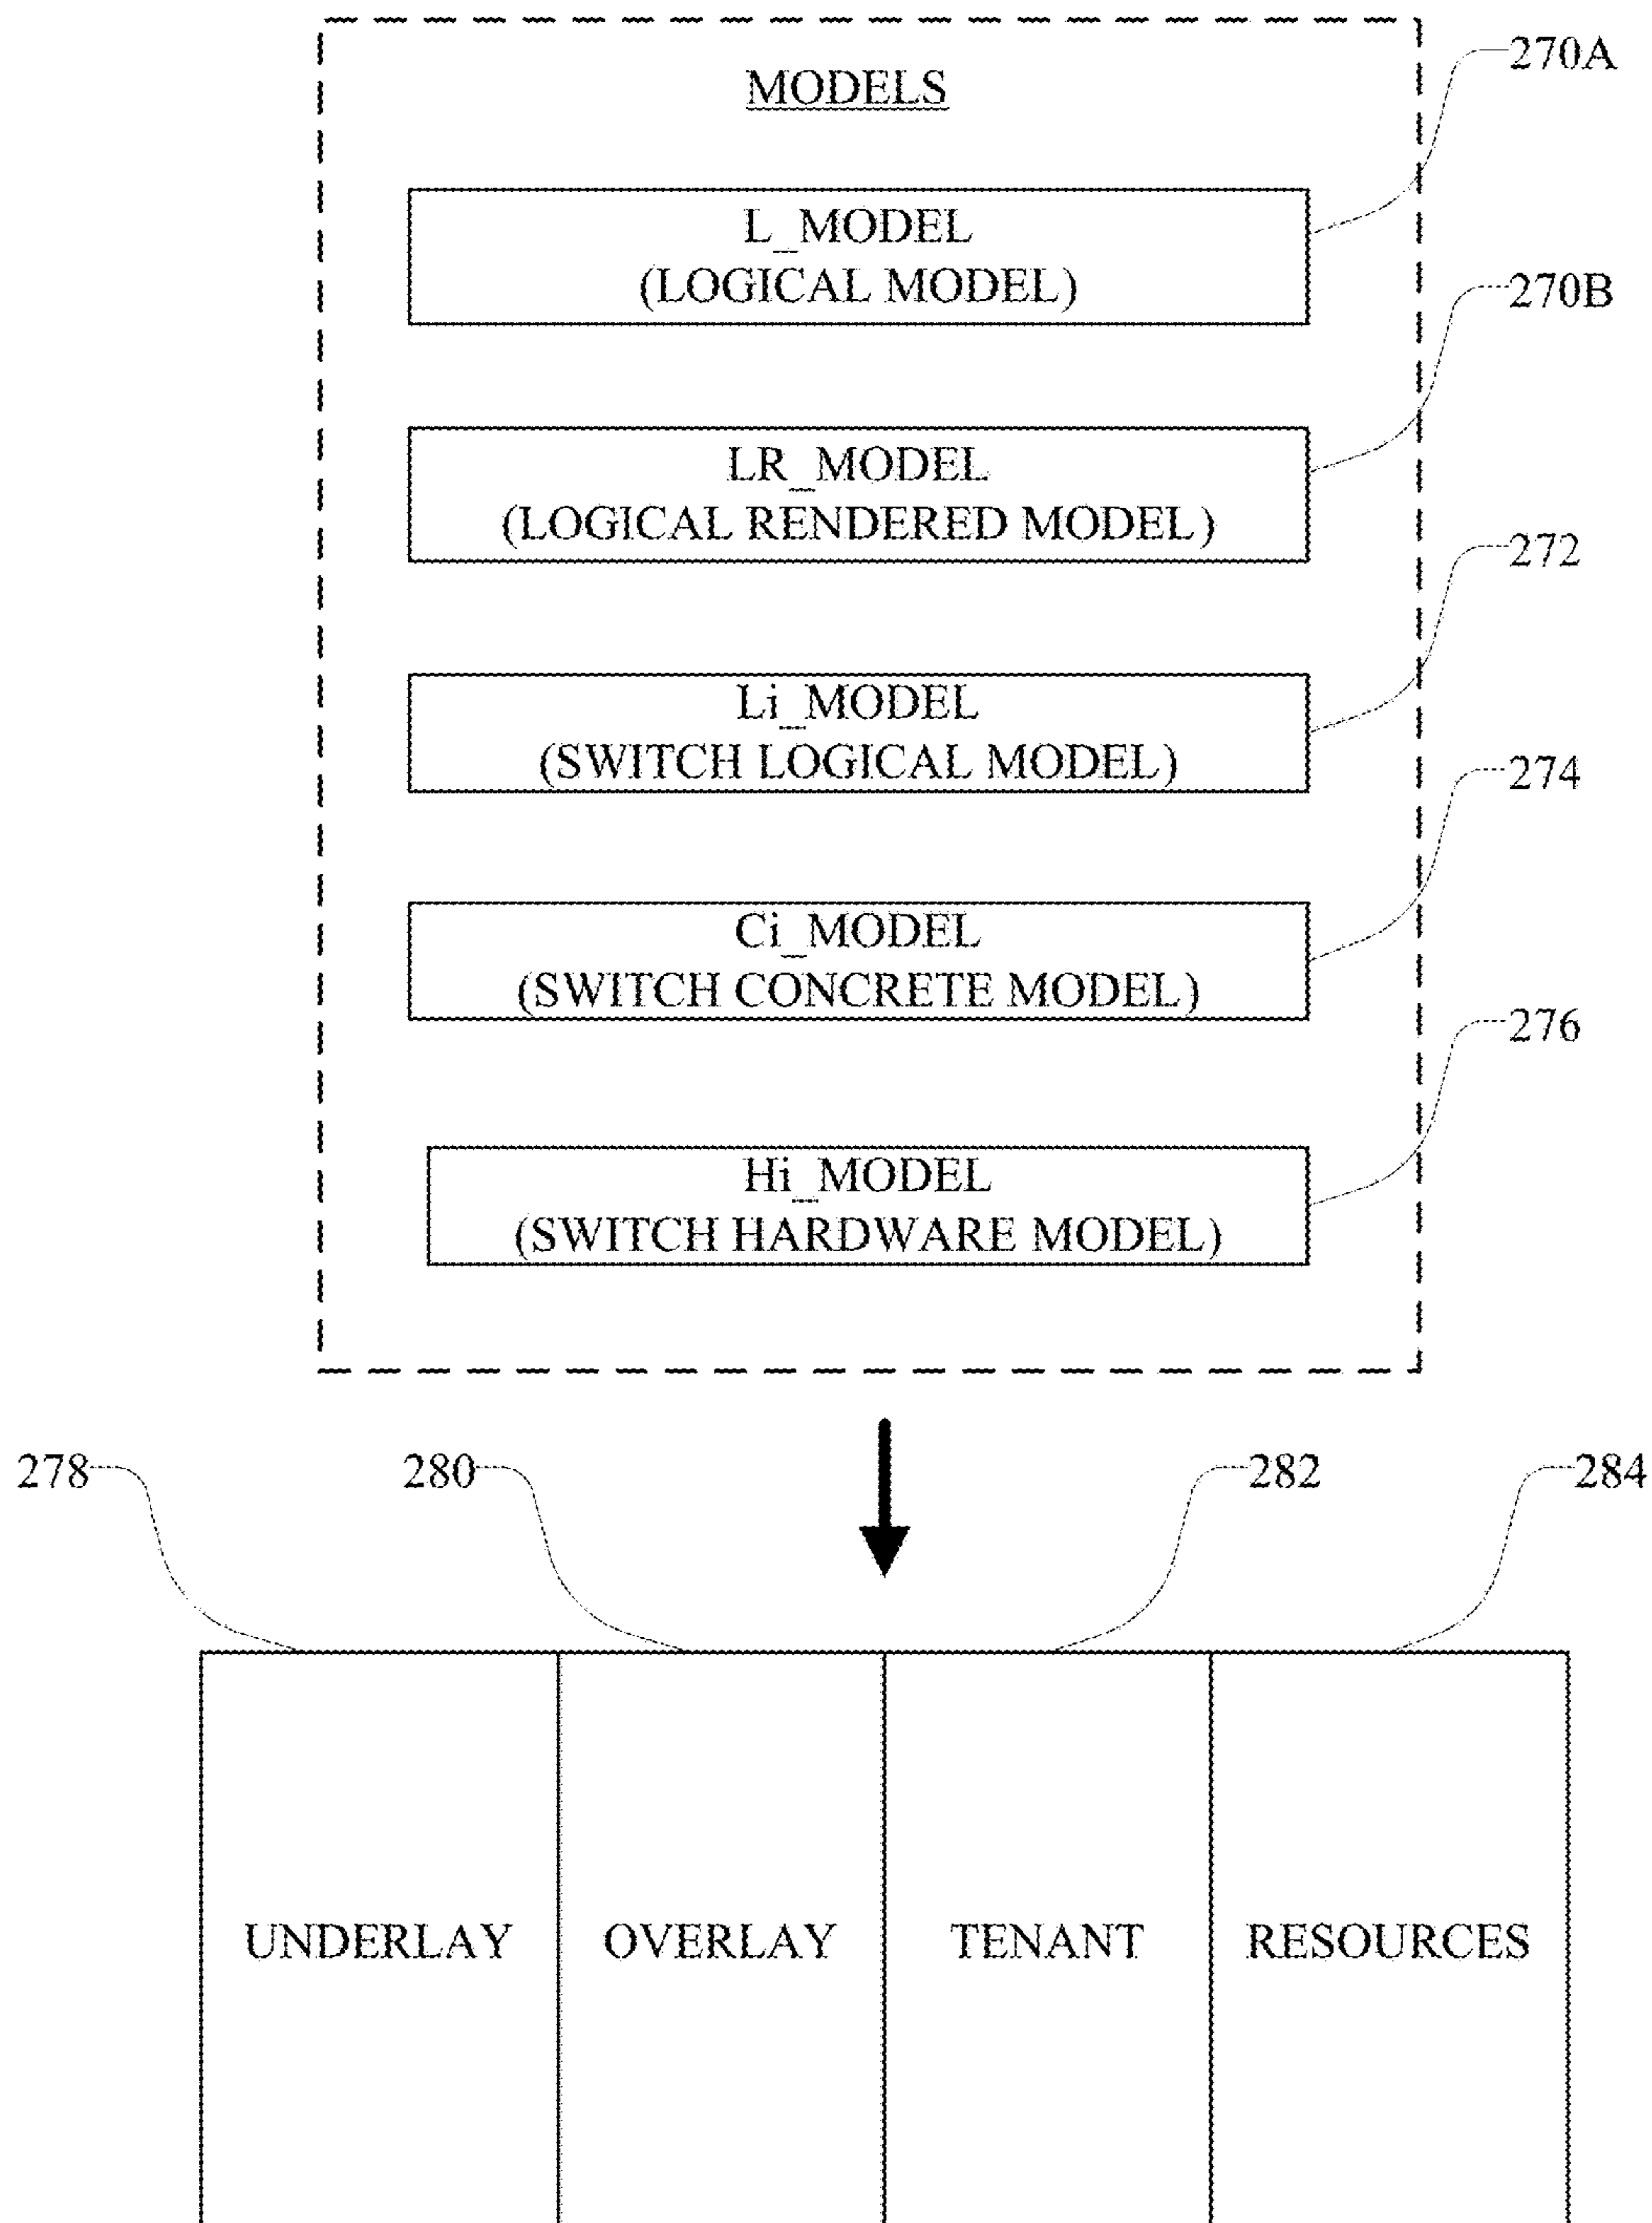 MODELS
270A
L_MODEL
(LOGICAL MODEL)
270B
LR_MODEL
(LOGICAL RENDERED MODEL)
272
Li_MODEL
(SWITCH LOGICAL MODEL)
274
Ci_MODEL
(SWITCH CONCRETE MODEL)
276
Hi_MODEL
(SWITCH HARDWARE MODEL)
278 280 282 284
UNDERLAY OVERLAY TENANT RESOURCES